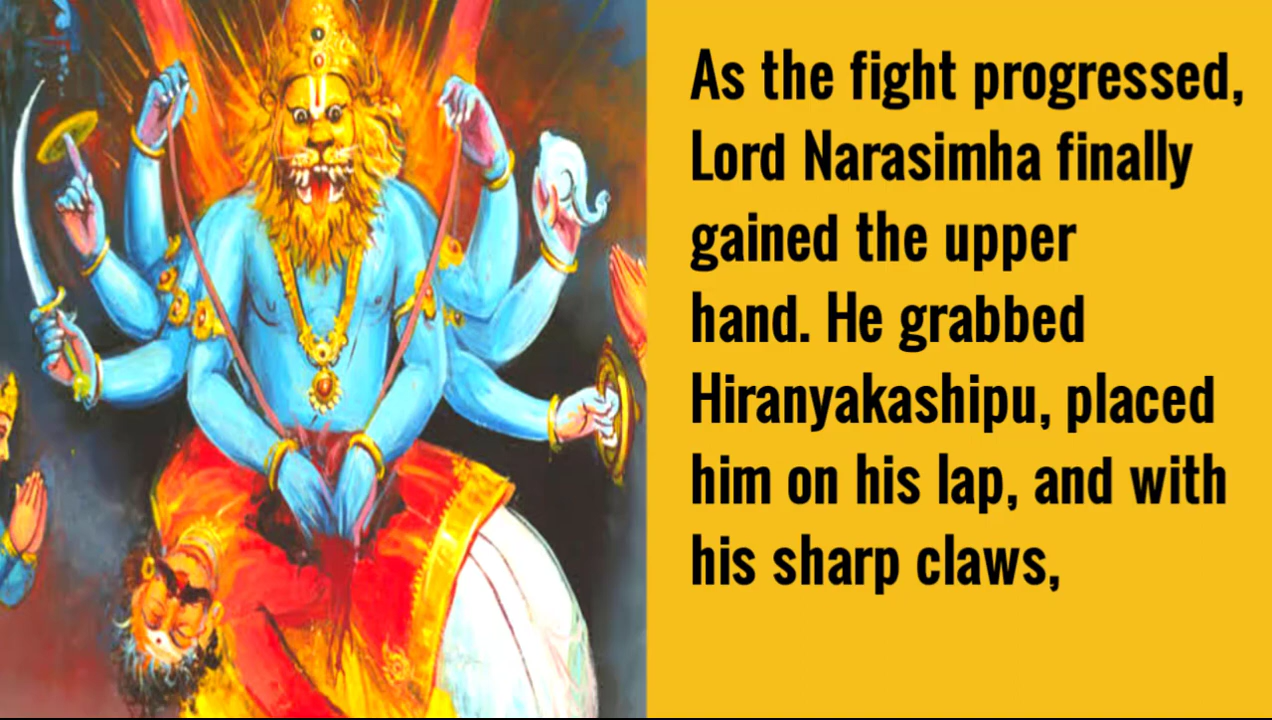 As the fight progressed,
Lord Narasimha finally
gained the upper
hand. He grabbed
Hiranyakashipu, placed
him on his lap, and with
his sharp claws,